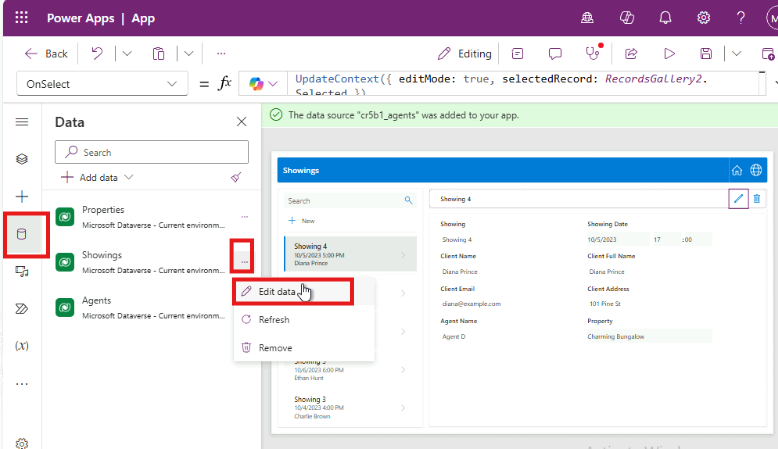 Power Apps | App
Back
Editing
OnSelect
= fx
UpdateContext({ editMode: true, selectedRecord: RecordsGallery2.
Selected })
Data
The data source "cr5b1_agents" was added to your app.
Search
Add data
Properties
Microsoft Dataverse - Current environm...
Showings
Microsoft Dataverse - Current environm...
Agents
Microsoft Dataverse - Current environm...
Edit data
Refresh
Remove
Showings
Search
New
Showing 4
10/5/2023 5:00 PM
Diana Prince
10/6/2023 6:00 PM
Ethan Hunt
Showing 3
10/4/2023 4:00 PM
Charlie Brown
Showing 4
Showing
Showing 4
Showing Date
10/5/2023 17 :00
Client Name
Diana Prince
Client Full Name
Diana Prince
Client Email
diana@example.com
Client Address
101 Pine St
Agent Name
Agent D
Property
Charming Bungalow